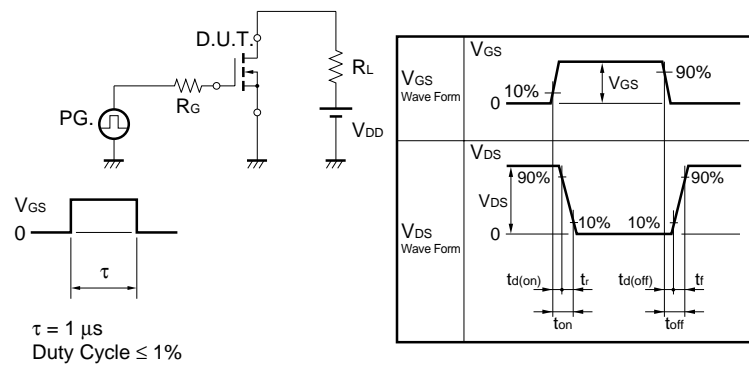 D.U.T.
RG
PG.
RL
VDD
VGS
0
τ
τ = 1 μs
Duty Cycle ≤ 1%
VGS
Wave Form
VGS
10%
0
VGS
90%
VDS
Wave Form
VDS
90%
VDS
0
10%
10%
90%
td(on)
tr
td(off)
tf
ton
toff